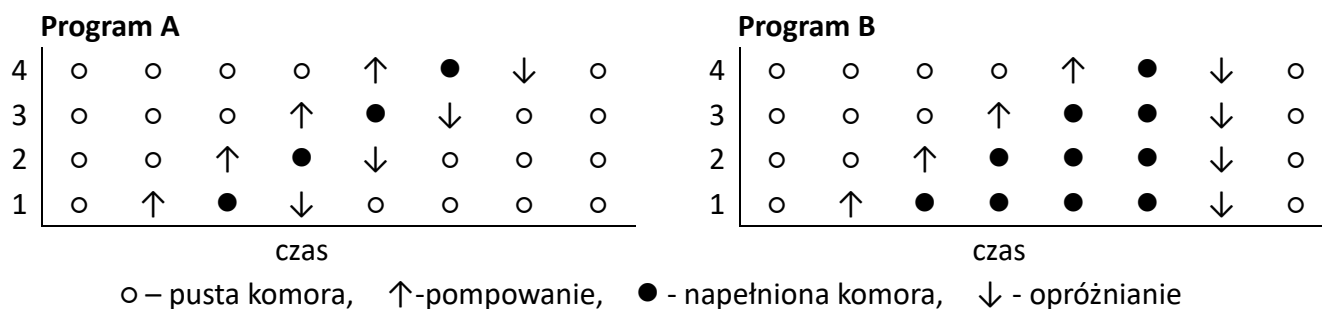 Program A Program B
4 ○ ○ ○ ○ ↑ ● ↓ ○ 4 ○ ○ ○ ○ ↑ ● ↓ ○
3 ○ ○ ○ ↑ ● ↓ ○ ○ 3 ○ ○ ○ ↑ ● ● ↓ ○
2 ○ ○ ↑ ● ↓ ○ ○ ○ 2 ○ ○ ↑ ● ● ● ↓ ○
1 ○ ↑ ● ↓ ○ ○ ○ ○ 1 ○ ↑ ● ● ● ● ↓ ○
czas czas
○ – pusta komora, ↑-pompowanie, ● - napełniona komora, ↓ - opróżnianie